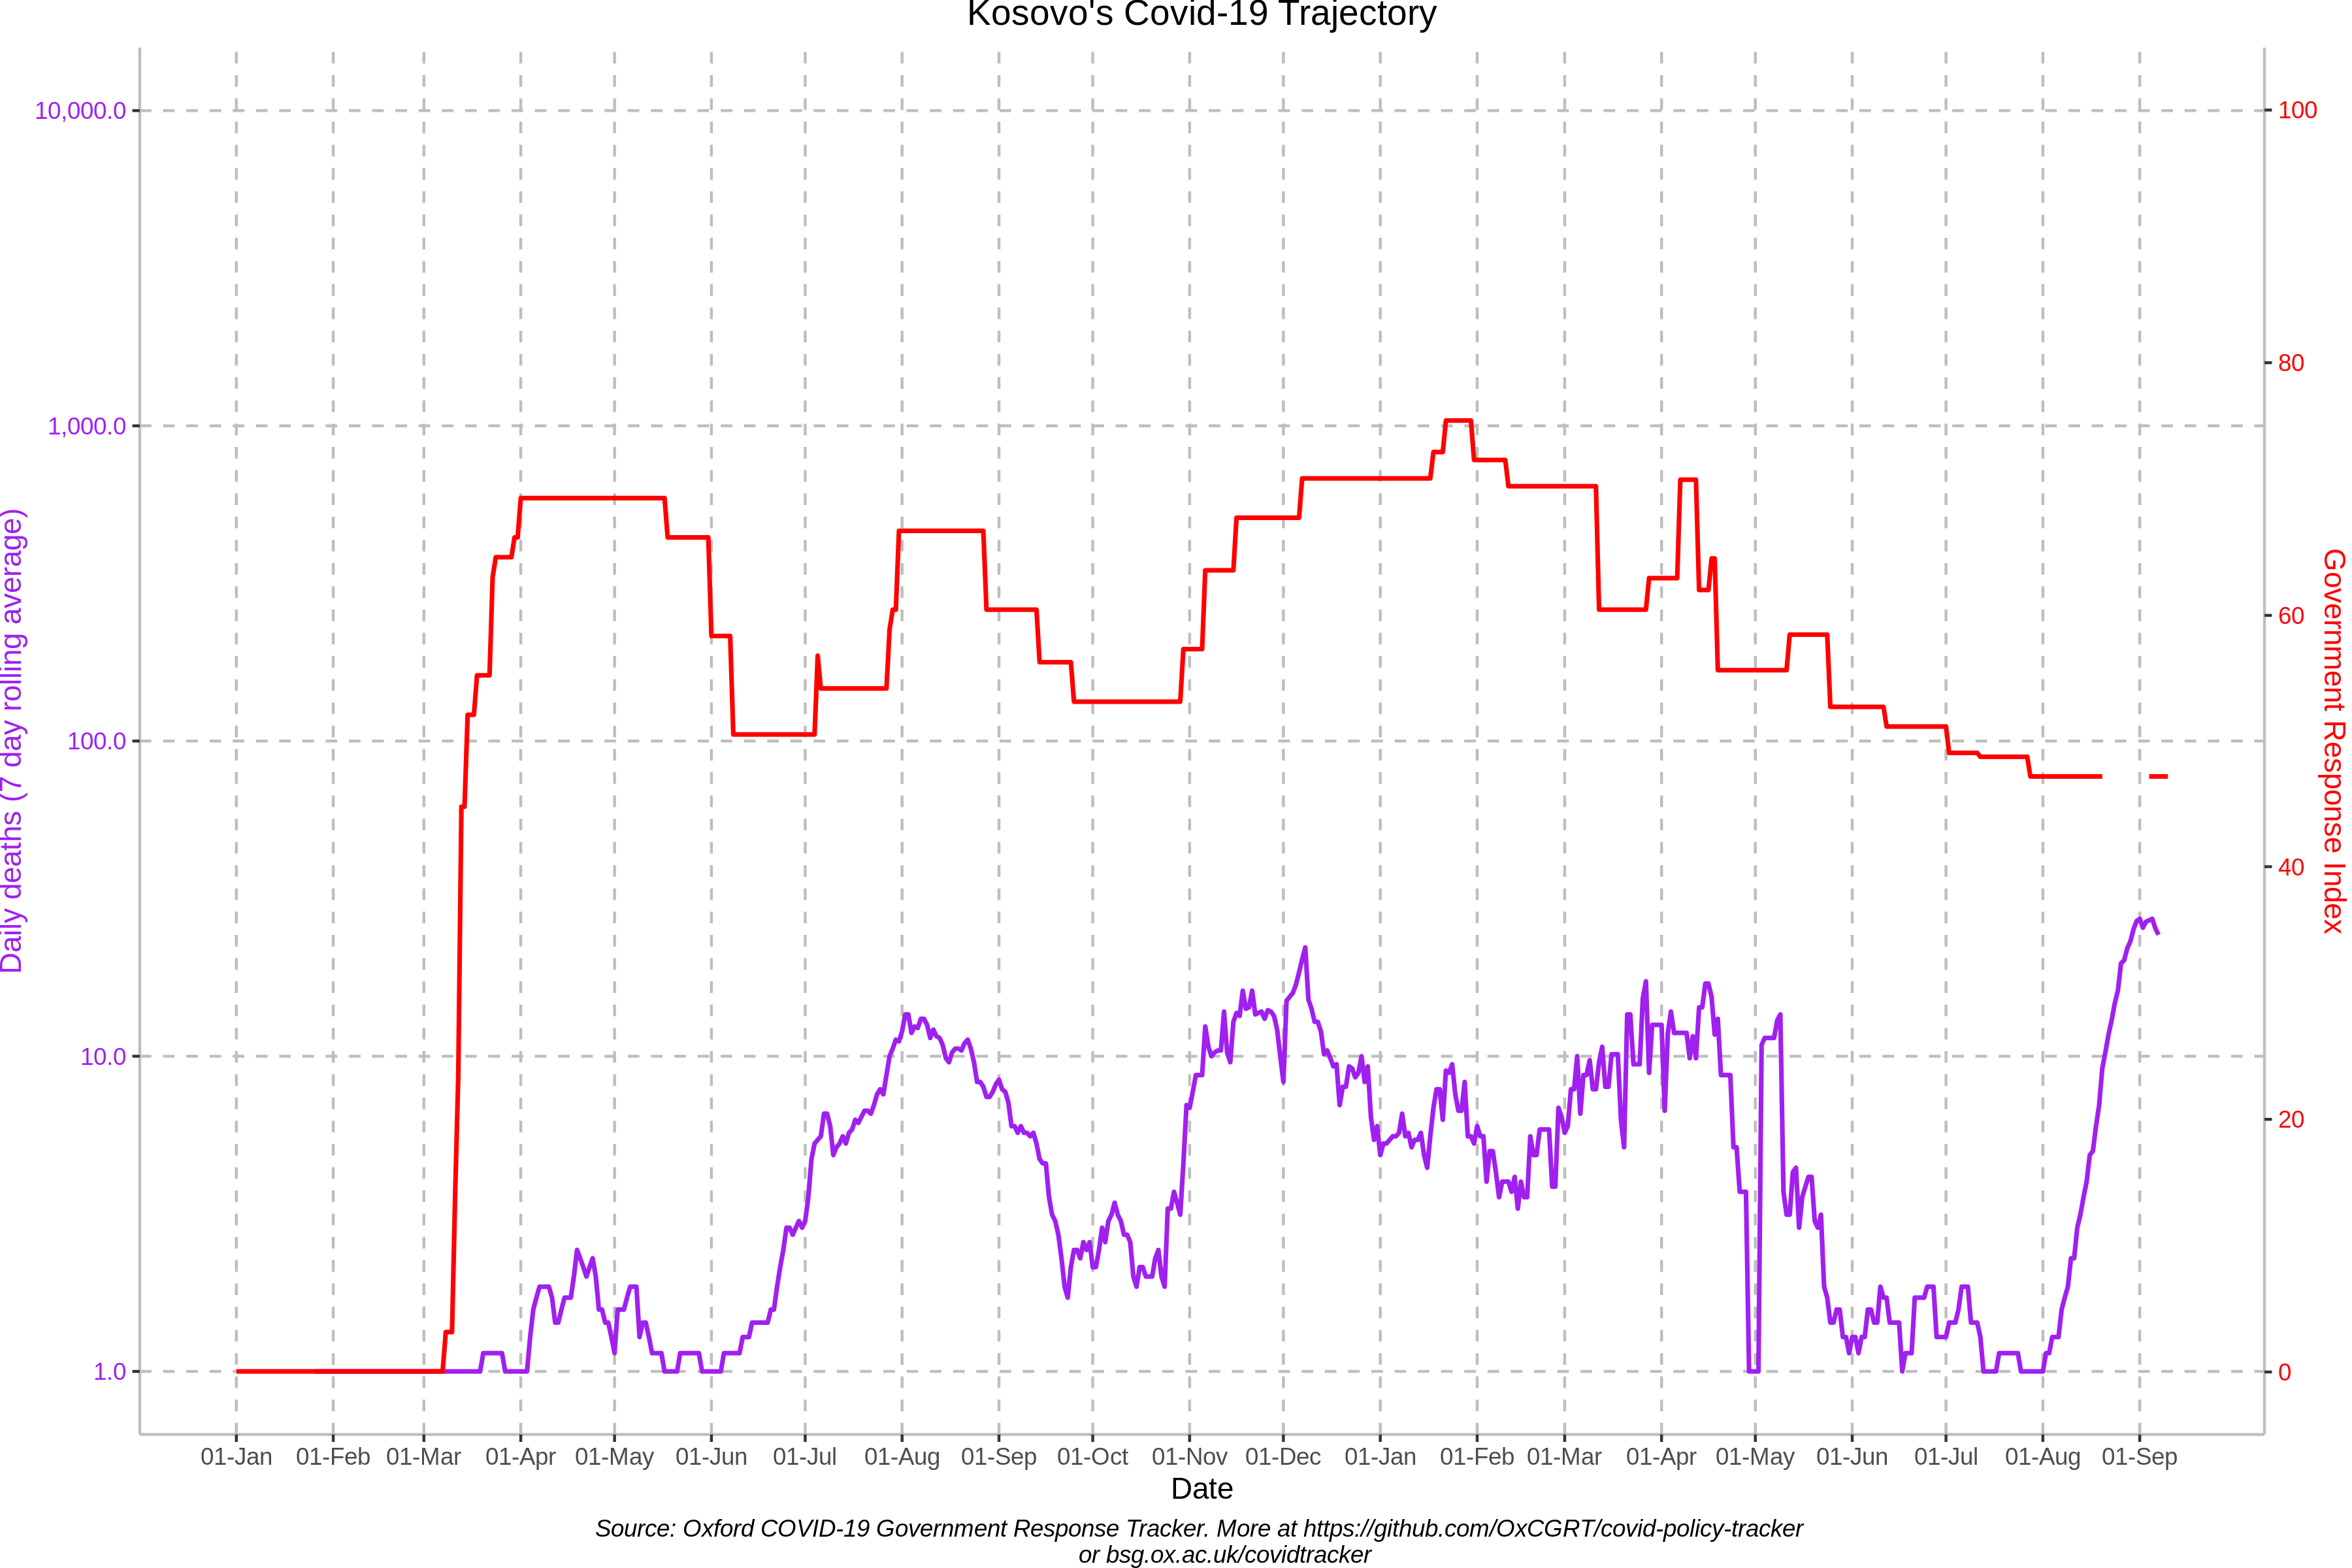 Kosovo's Covid-19 Trajectory
10,000.0
1,000.0
100.0
10.0
1.0
Daily deaths (7 day rolling average)
100
80
60
40
20
0
Government Response Index
01-Jan 01-Feb 01-Mar 01-Apr 01-May 01-Jun 01-Jul 01-Aug 01-Sep 01-Oct 01-Nov 01-Dec 01-Jan 01-Feb 01-Mar 01-Apr 01-May 01-Jun 01-Jul 01-Aug 01-Sep
Date
Source: Oxford COVID-19 Government Response Tracker. More at https://github.com/OxCGRT/covid-policy-tracker
or bsg.ox.ac.uk/covidtracker